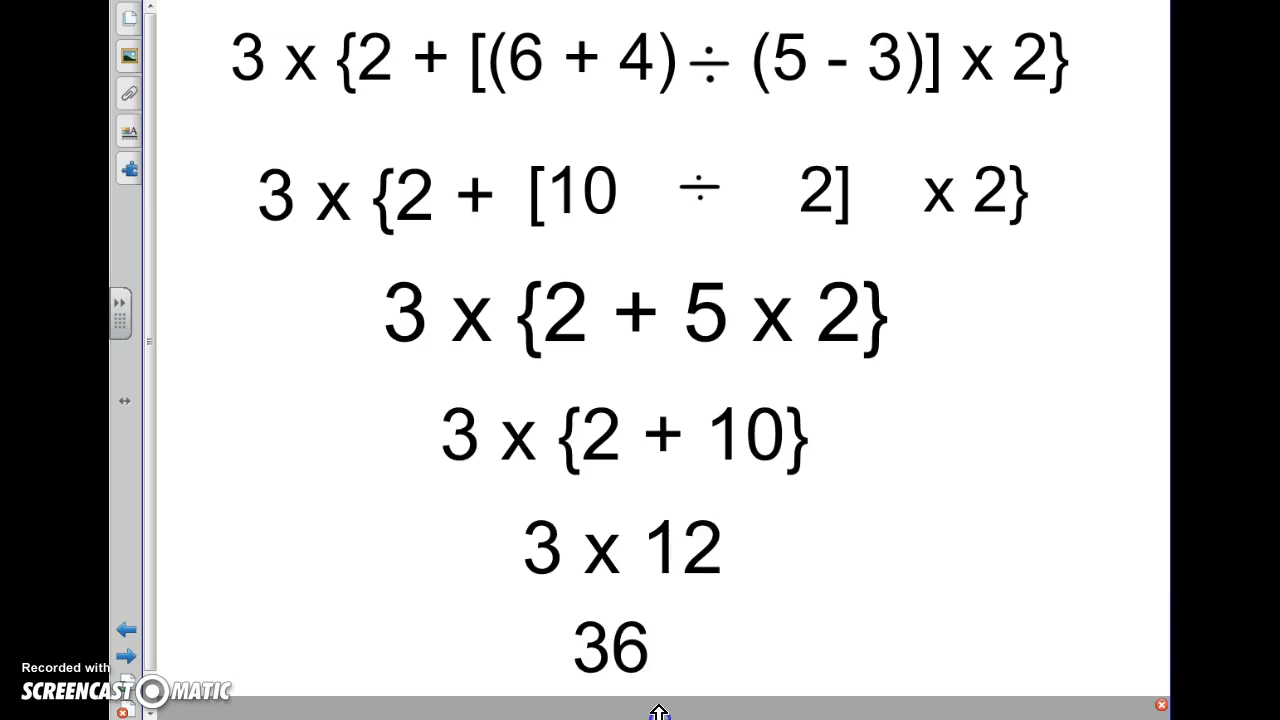 3 x {2 + [(6 + 4) ÷ (5 - 3)] x 2}
3 x {2 + [10 ÷ 2] x 2}
3 x {2 + 5 x 2}
3 x {2 + 10}
3 x 12
36
Recorded with
SCREENCAST-O-MATIC